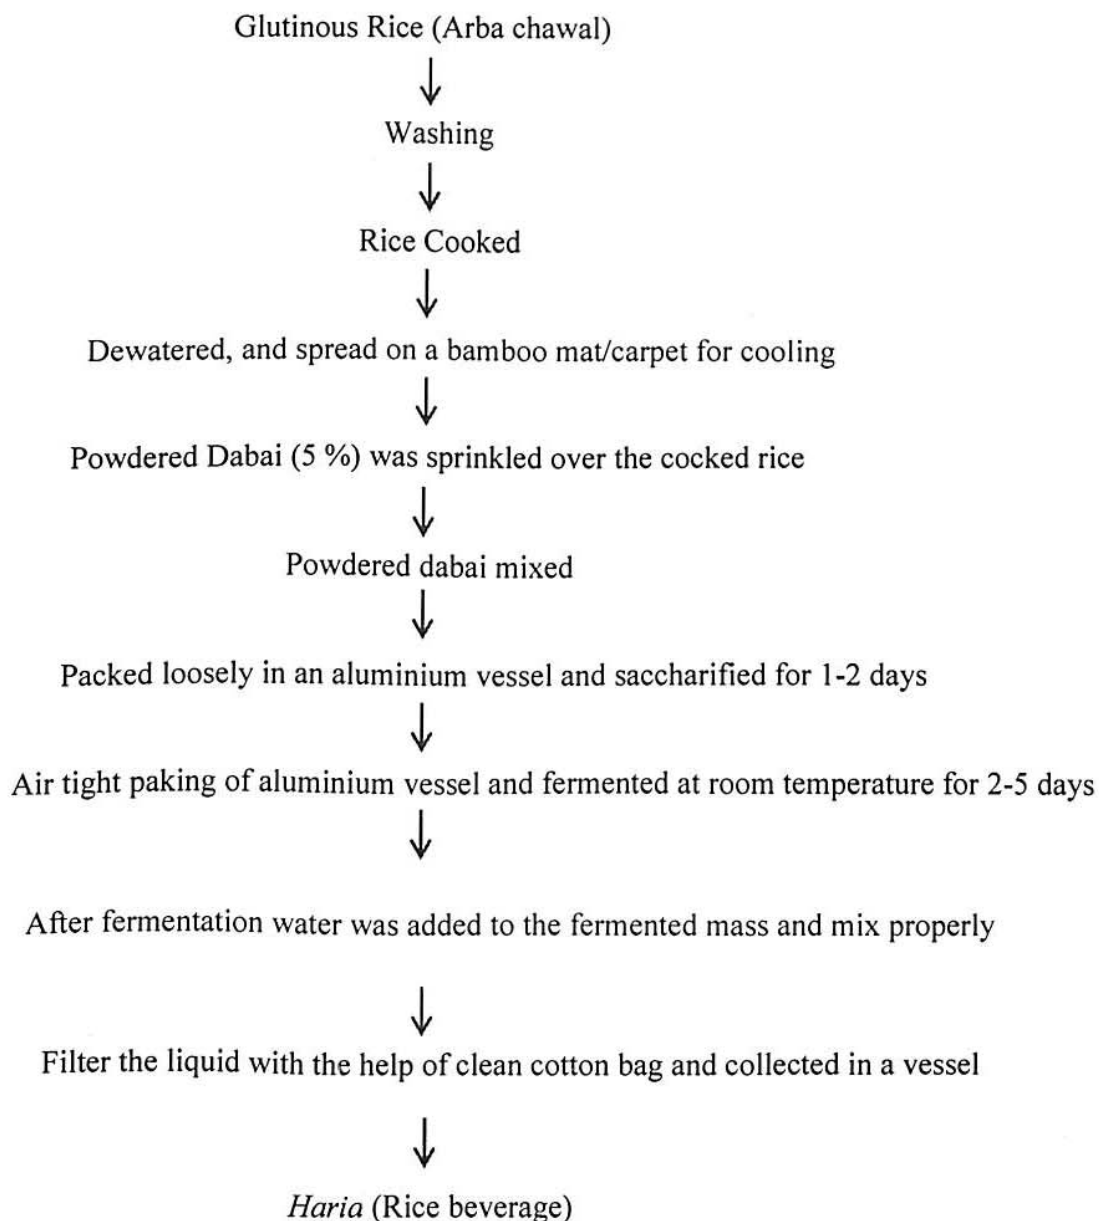 Glutinous Rice (Arba chawal)
Washing
Rice Cooked
Dewatered, and spread on a bamboo mat/carpet for cooling
Powdered Dabai (5 %) was sprinkled over the cocked rice
Powdered dabai mixed
Packed loosely in an aluminium vessel and saccharified for 1-2 days
Air tight paking of aluminium vessel and fermented at room temperature for 2-5 days
After fermentation water was added to the fermented mass and mix properly
Filter the liquid with the help of clean cotton bag and collected in a vessel
Haria (Rice beverage)